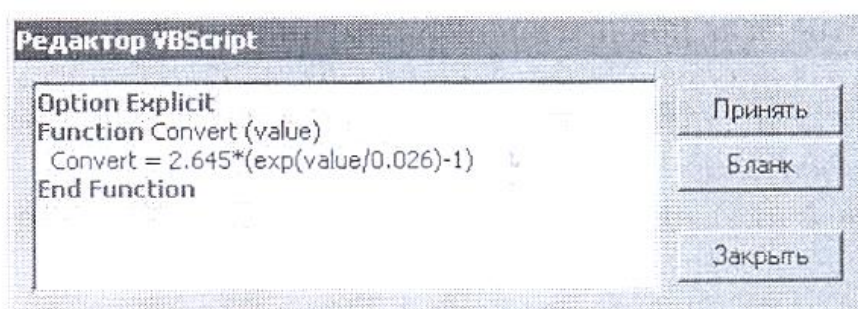 Редактор VBScript
Option Explicit
Function Convert (value)
Convert = 2.645*(exp(value/0.026)-1)
End Function
Принять
Бланк
Закрыть